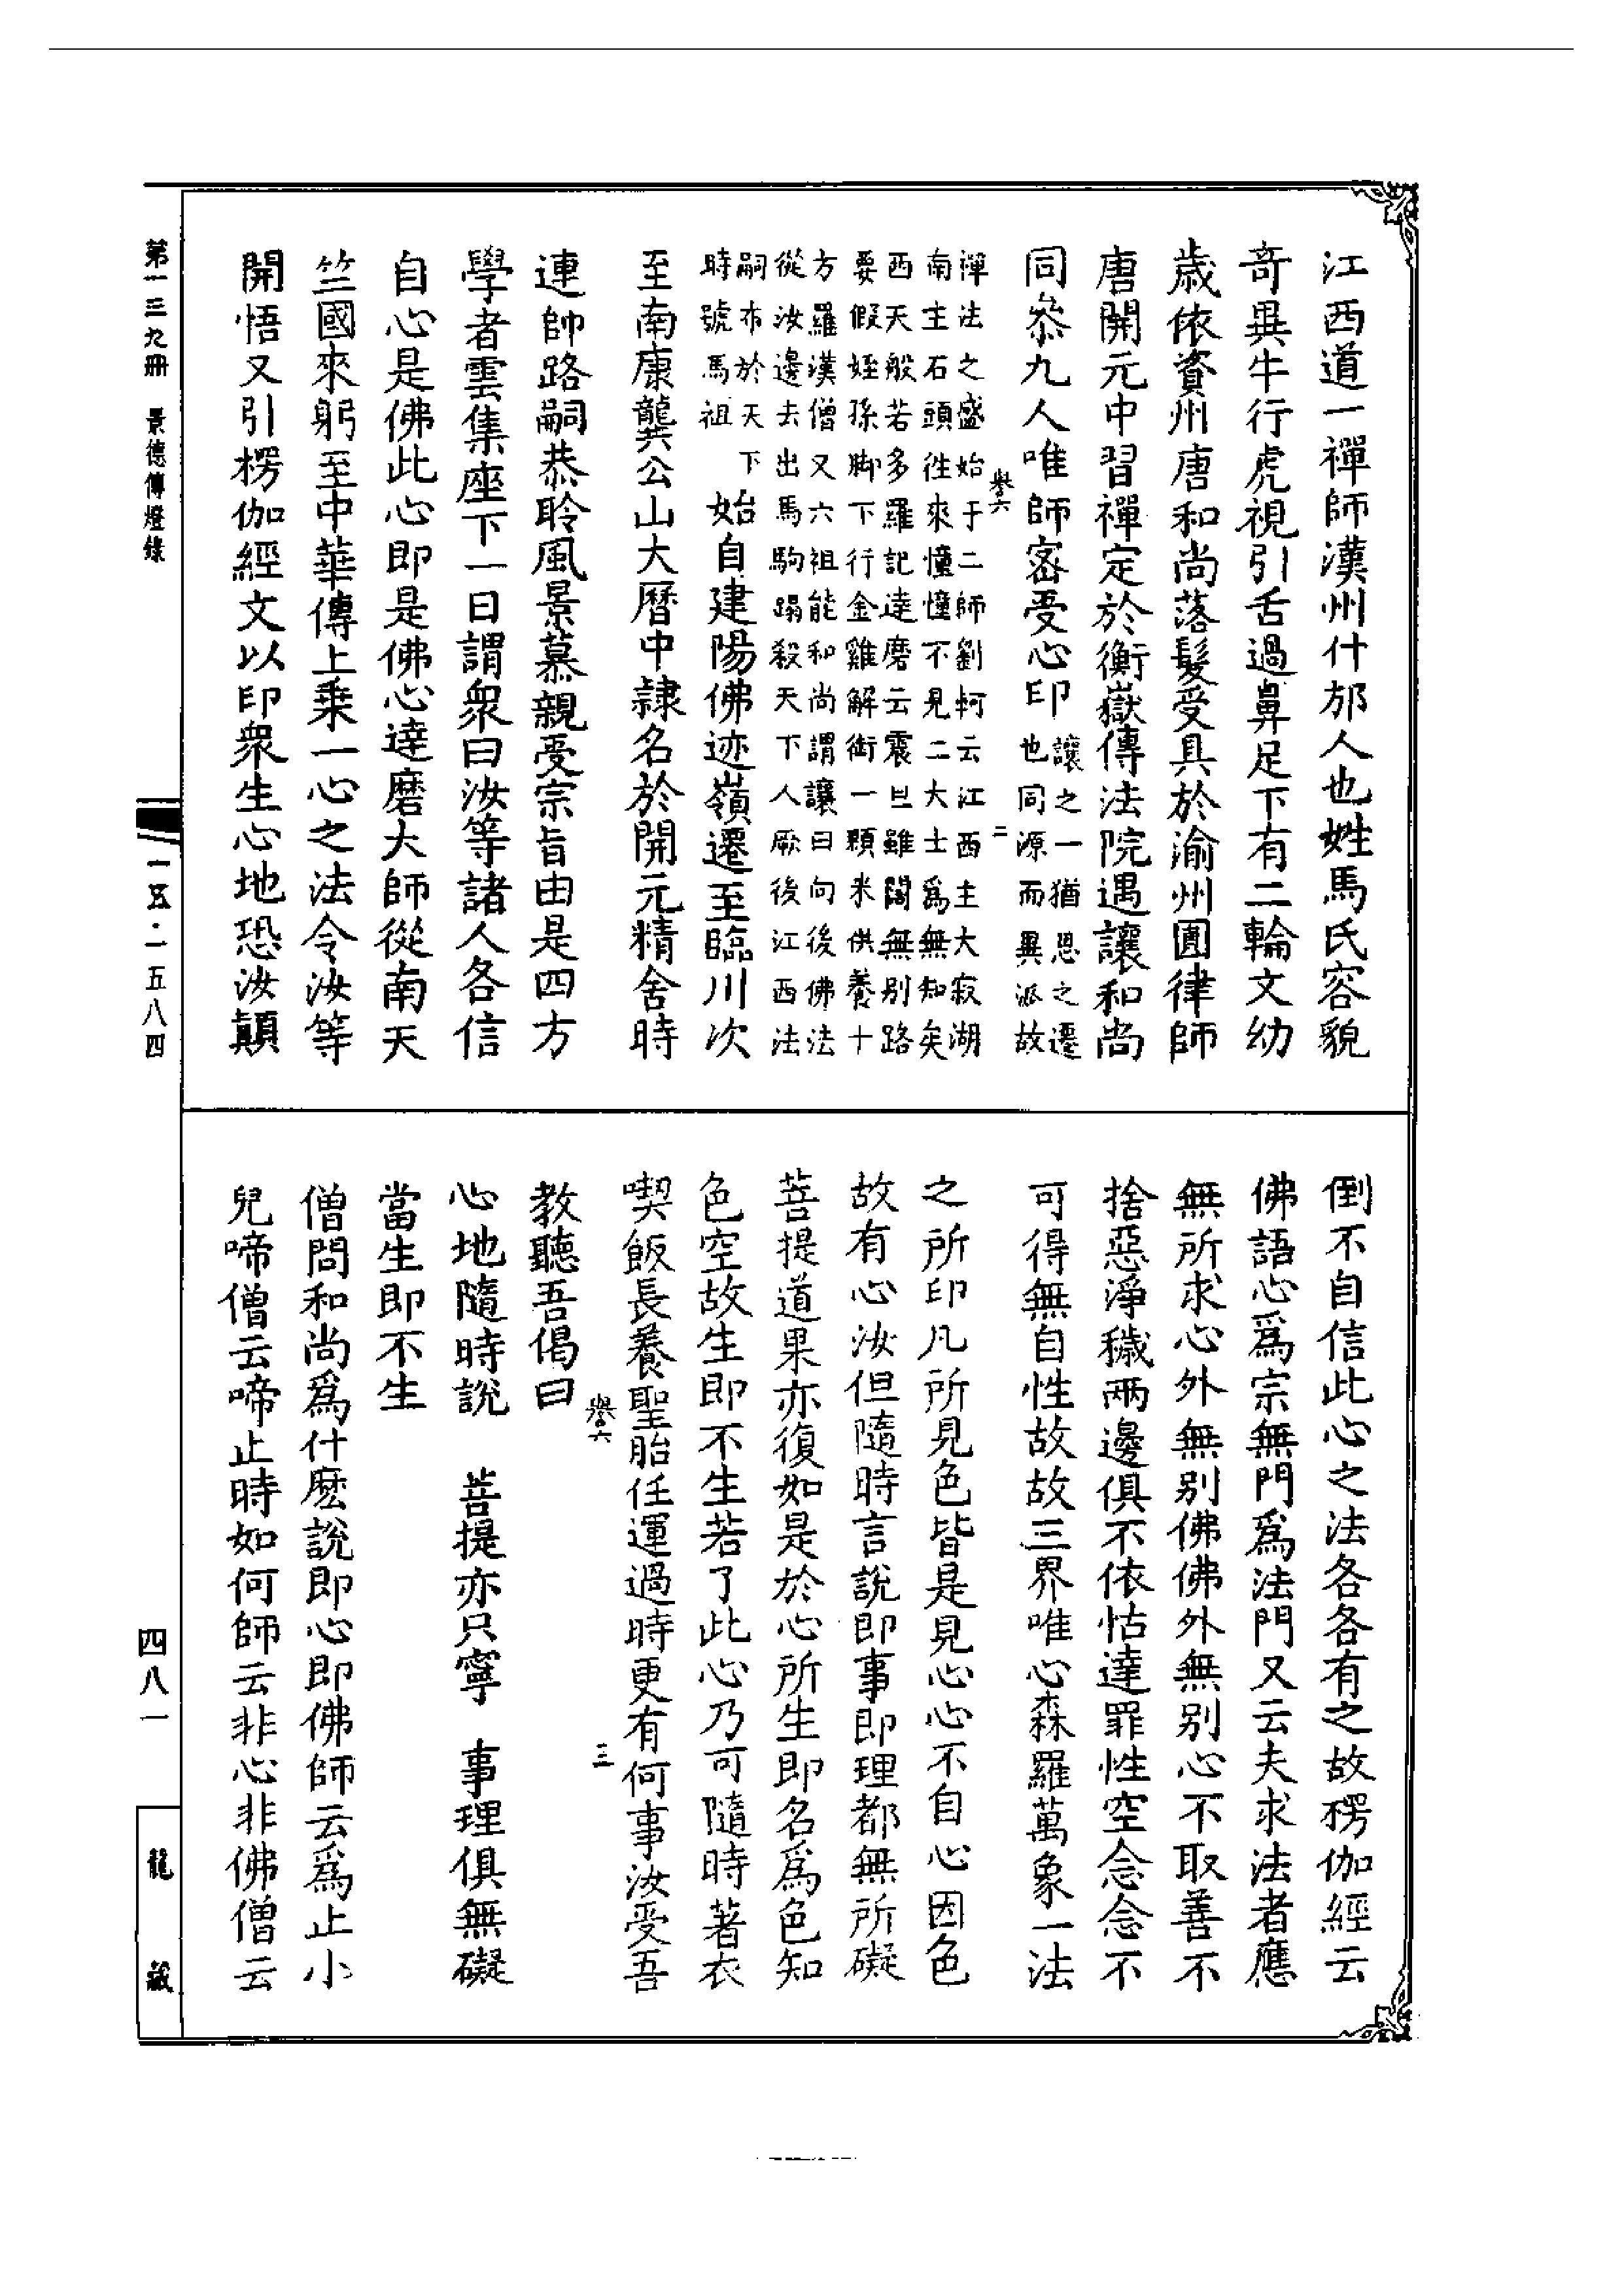 江西道一禪師漢州什邡人也姓馬氏容貌
奇異牛行虎視引舌過鼻足下有二輪文幼
歲依資州唐和尚落髮受具於渝州圓律師
唐開元中習禪定於衡嶽傳法院遇讓和尚
同叅九人唯師密受心印
讓之一猶思之遷
也同源而異派故
譽六
二
禪法之盛始于二師劉軻云江西主大寂湖
南主石頭往來憧憧不見二大士爲無知矣
西天般若多羅記達磨云震旦雖闊無别路
要假姪孫脚下行金雞解銜一顆米供養十
方羅漢僧又六祖能和尚謂讓曰向後佛法
從汝邊去出馬駒蹋殺天下人厥後江西法
嗣布於天下
時號馬祖
始自建陽佛迹嶺遷至臨川次
至南康龔公山大曆中隷名於開元精舍時
連帥路嗣恭聆風景慕親受宗旨由是四方
學者雲集座下一日謂衆曰汝等諸人各信
自心是佛此心即是佛心達磨大師從南天
竺國來躬至中華傳上乗一心之法令汝等
開悟又引楞伽經文以印衆生心地恐汝顛
倒不自信此心之法各各有之故楞伽經云
佛語心爲宗無門爲法門又云夫求法者應
無所求心外無别佛佛外無别心不取善不
捨惡淨穢兩邊俱不依怙達罪性空念念不
可得無自性故故三界唯心森羅萬象一法
之所印凡所見色皆是見心心不自心因色
故有心汝但隨時言說即事即理都無所礙
菩提道果亦復如是於心所生即名爲色知
色空故生即不生若了此心乃可隨時著衣
喫飯長養聖胎任運過時更有何事汝受吾
譽六
三
教聽吾偈曰
心地隨時說　菩提亦只寧　事理俱無礙
當生即不生
僧問和尚爲什麽說即心即佛師云爲止小
兒啼僧云啼止時如何師云非心非佛僧云
第一三九冊　景德傳燈錄
一五·一五八四
四八一
龍藏